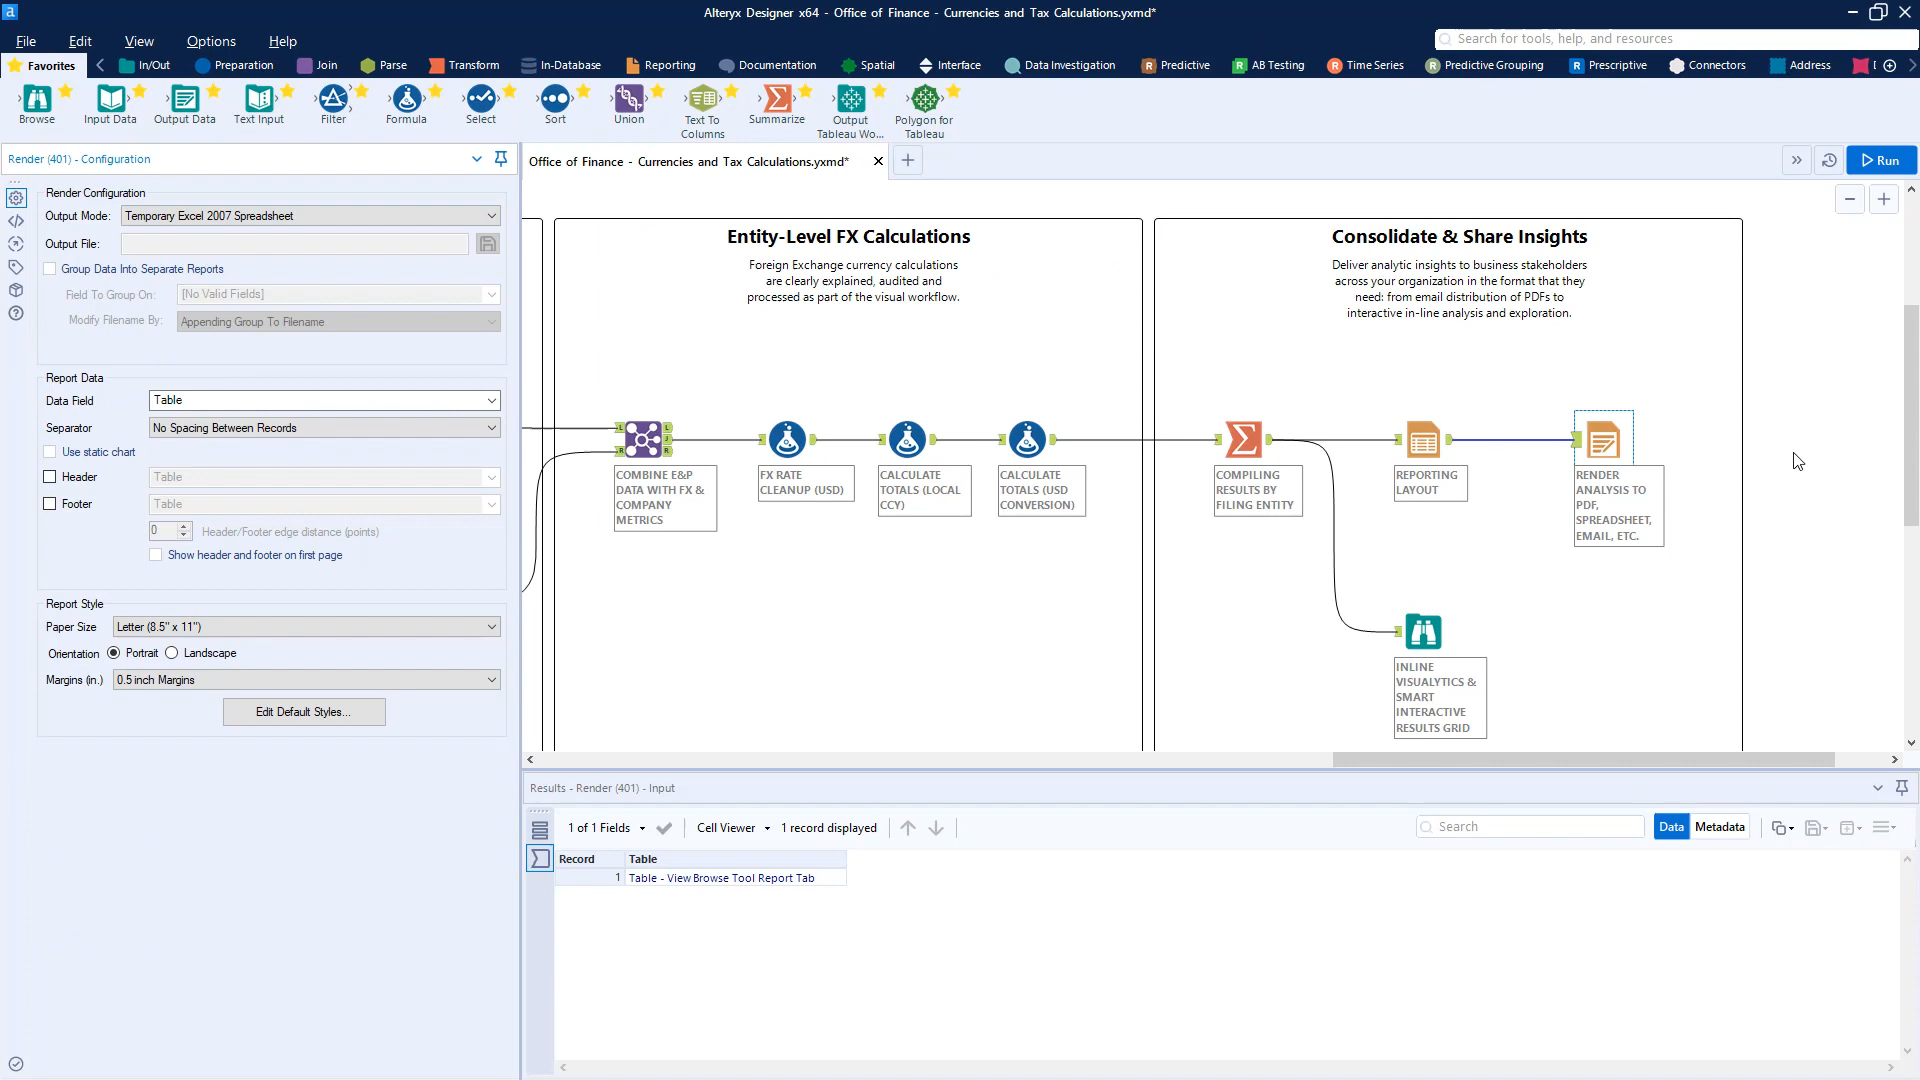 Alteryx Designer x64 - Office of Finance - Currencies and Tax Calculations.yxmd*
File Edit View Options Help
Search for tools, help, and resources
Favorites In/Out Preparation Join Parse Transform In-Database Reporting Documentation Spatial Interface Data Investigation Predictive AB Testing Time Series Predictive Grouping Prescriptive Connectors Address
Browse Input Data Output Data Text Input Filter Formula Select Sort Union Text To Columns Summarize Output Tableau Wo... Polygon for Tableau
Render (401) - Configuration
Render Configuration
Output Mode: Temporary Excel 2007 Spreadsheet
Output File:
Group Data Into Separate Reports
Field To Group On: [No Valid Fields]
Modify Filename By: Appending Group To Filename
Report Data
Data Field Table
Separator No Spacing Between Records
Use static chart
Header Table
Footer Table
0 Header/Footer edge distance (points)
Show header and footer on first page
Report Style
Paper Size Letter (8.5" x 11")
Orientation Portrait Landscape
Margins (in.) 0.5 inch Margins
Edit Default Styles...
Office of Finance - Currencies and Tax Calculations.yxmd*
Run
Entity-Level FX Calculations
Foreign Exchange currency calculations
are clearly explained, audited and
processed as part of the visual workflow.
L
R
L
J
R
COMBINE E&P
DATA WITH FX &
COMPANY
METRICS
FX RATE
CLEANUP (USD)
CALCULATE
TOTALS (LOCAL
CCY)
CALCULATE
TOTALS (USD
CONVERSION)
Consolidate & Share Insights
Deliver analytic insights to business stakeholders
across your organization in the format that they
need: from email distribution of PDFs to
interactive in-line analysis and exploration.
COMPILING
RESULTS BY
FILING ENTITY
REPORTING
LAYOUT
RENDER
ANALYSIS TO
PDF,
SPREADSHEET,
EMAIL, ETC.
INLINE
VISUALYTICS &
SMART
INTERACTIVE
RESULTS GRID
Results - Render (401) - Input
1 of 1 Fields Cell Viewer 1 record displayed Search Data Metadata
Record Table
1 Table - View Browse Tool Report Tab